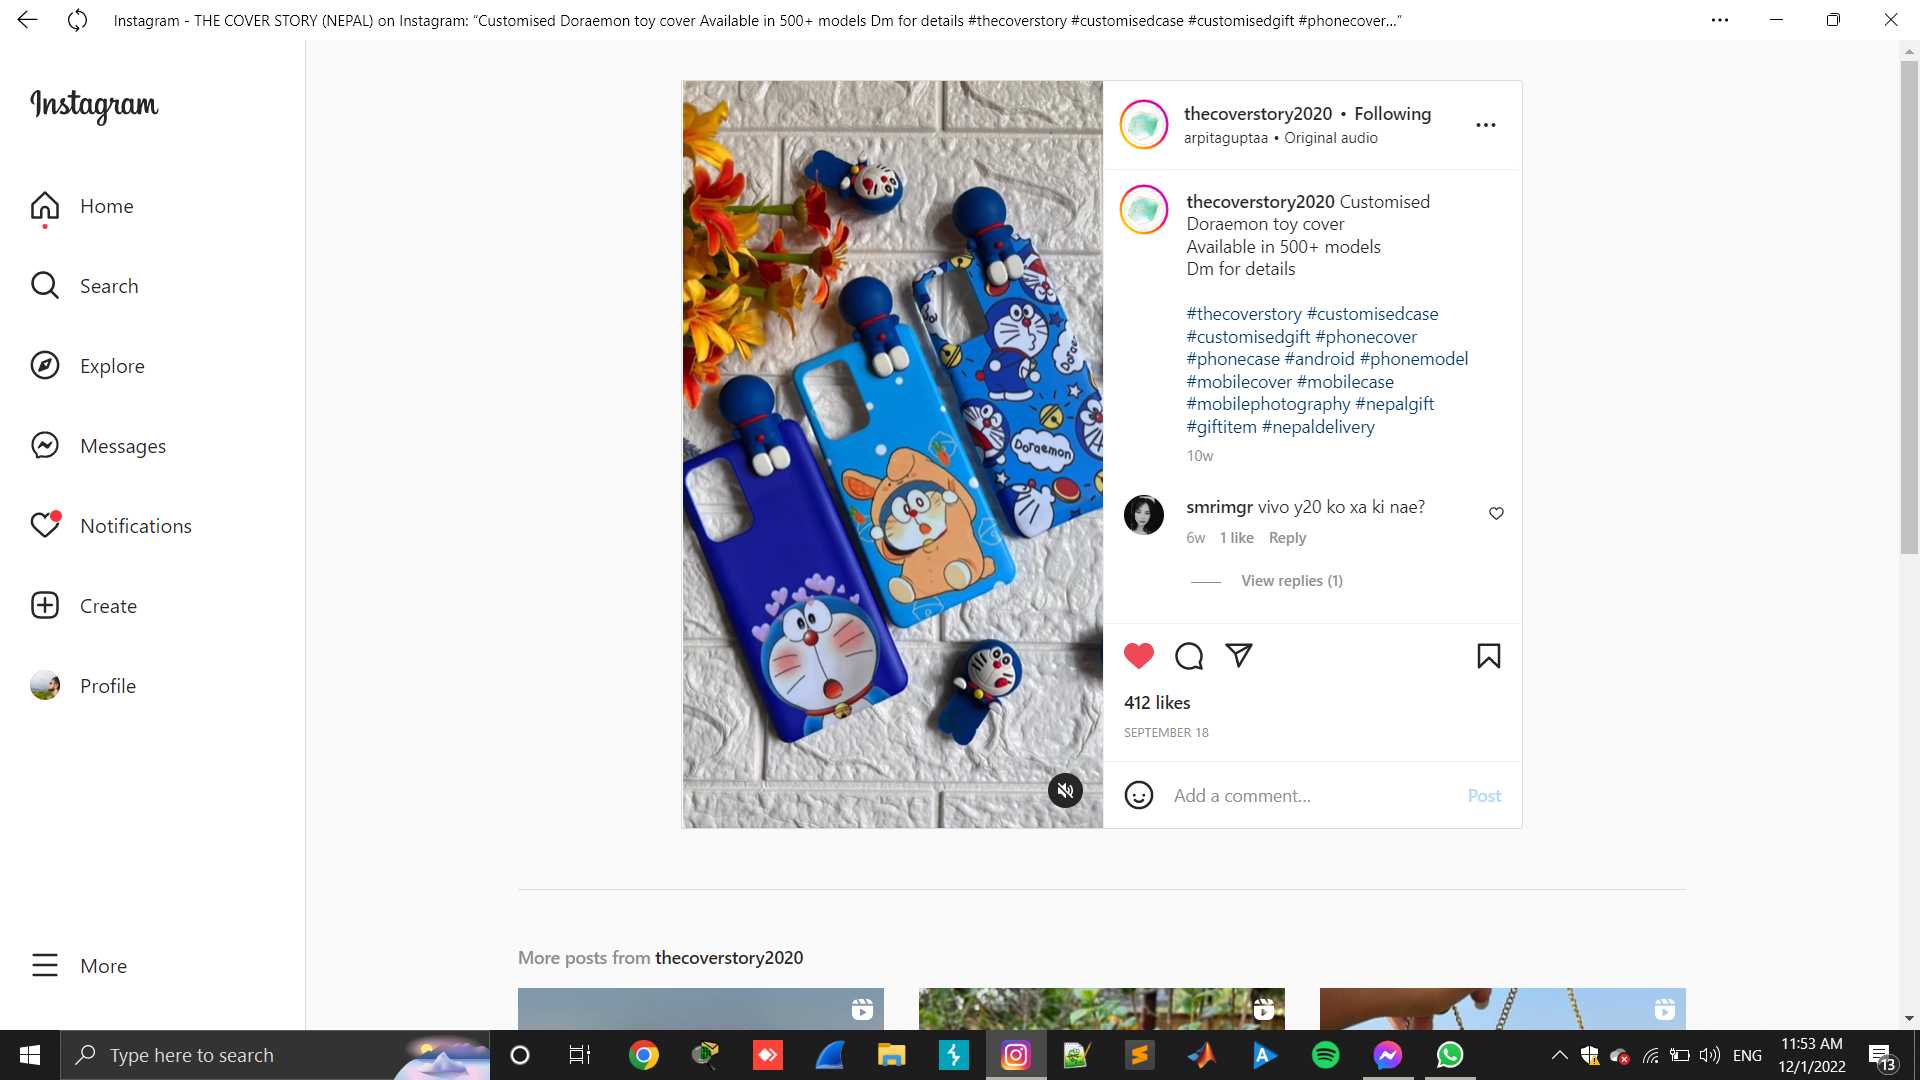 Instagram - THE COVER STORY (NEPAL) on Instagram: “Customised Doraemon toy cover Available in 500+ models Dm for details #thecoverstory #customisedcase #customisedgift #phonecover…”
Instagram
Home
Search
Explore
Messages
Notifications
Create
Profile
More
Doraemon
thecoverstory2020 • Following
arpitaguptaa • Original audio
thecoverstory2020 Customised
Doraemon toy cover
Available in 500+ models
Dm for details
#thecoverstory #customisedcase
#customisedgift #phonecover
#phonecase #android #phonemodel
#mobilecover #mobilecase
#mobilephotography #nepalgift
#giftitem #nepaldelivery
10w
smrimgr vivo y20 ko xa ki nae?
6w 1 like Reply
View replies (1)
412 likes
SEPTEMBER 18
Add a comment...
Post
More posts from thecoverstory2020
Type here to search
ENG
11:53 AM
12/1/2022
13